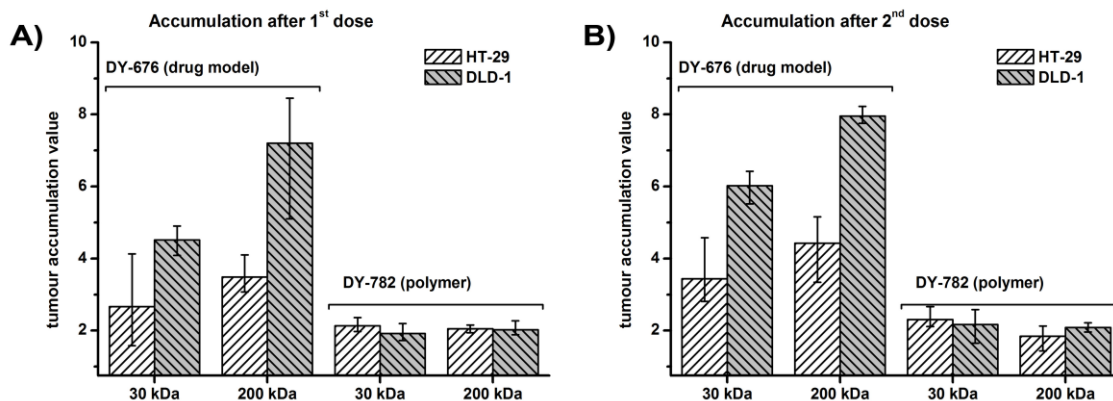 A)
Accumulation after 1st dose
tumour accumulation value
10
8
6
4
2
DY-676 (drug model)
HT-29
DLD-1
DY-782 (polymer)
30 kDa
200 kDa
30 kDa
200 kDa
B)
Accumulation after 2nd dose
tumour accumulation value
10
8
6
4
2
DY-676 (drug model)
HT-29
DLD-1
DY-782 (polymer)
30 kDa
200 kDa
30 kDa
200 kDa